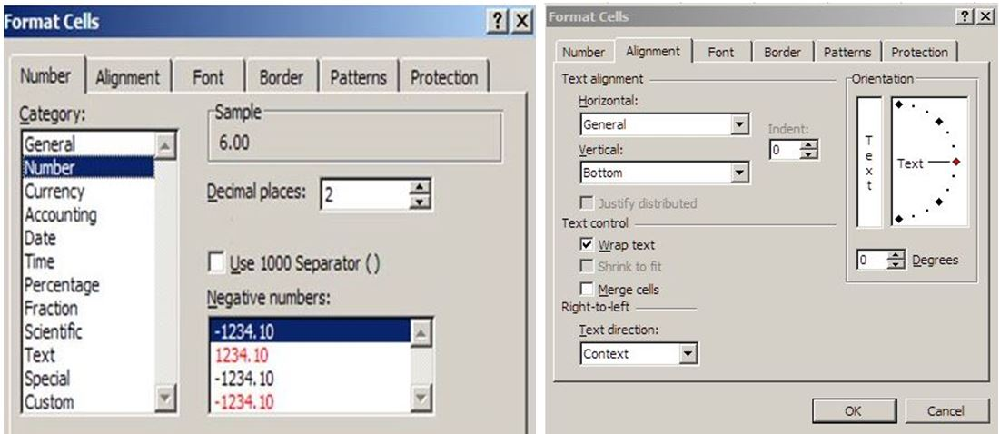 Format Cells
Number Alignment Font Border Patterns Protection
Category:
General
Number
Currency
Accounting
Date
Time
Percentage
Fraction
Scientific
Text
Special
Custom
Sample
6.00
Decimal places: 2
Use 1000 Separator ( )
Negative numbers:
-1234.10
1234.10
-1234.10
-1234.10
Format Cells
Number Alignment Font Border Patterns Protection
Text alignment
Horizontal:
General
Indent:
0
Vertical:
Bottom
Justify distributed
Text control
Wrap text
Shrink to fit
Merge cells
Right-to-left
Text direction:
Context
Orientation
Text
Text
0 Degrees
OK Cancel